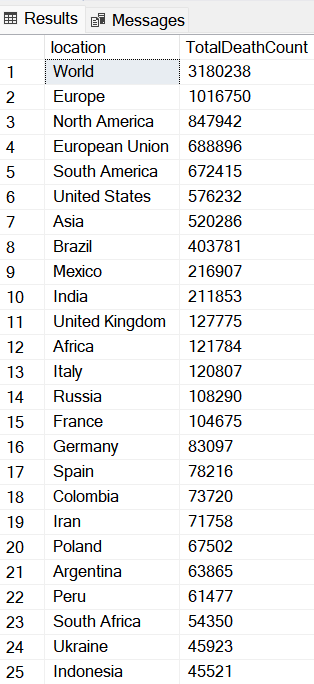 Results Messages
location TotalDeathCount
1 World 3180238
2 Europe 1016750
3 North America 847942
4 European Union 688896
5 South America 672415
6 United States 576232
7 Asia 520286
8 Brazil 403781
9 Mexico 216907
10 India 211853
11 United Kingdom 127775
12 Africa 121784
13 Italy 120807
14 Russia 108290
15 France 104675
16 Germany 83097
17 Spain 78216
18 Colombia 73720
19 Iran 71758
20 Poland 67502
21 Argentina 63865
22 Peru 61477
23 South Africa 54350
24 Ukraine 45923
25 Indonesia 45521